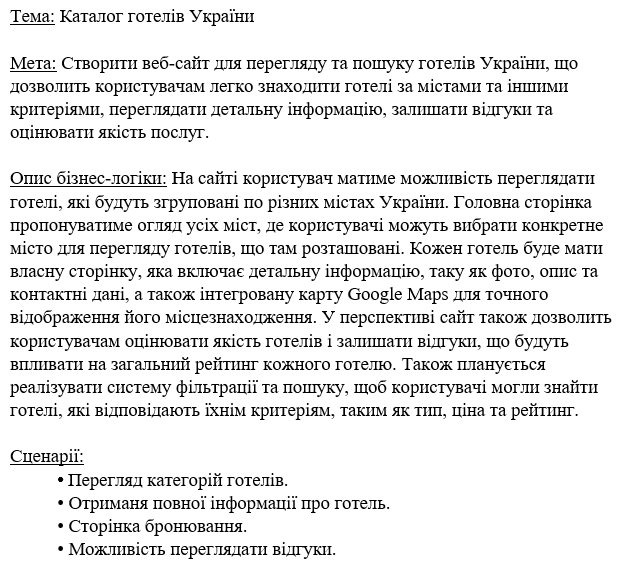 Тема: Каталог готелів України
Мета: Створити веб-сайт для перегляду та пошуку готелів України, що
дозволить користувачам легко знаходити готелі за містами та іншими
критеріями, переглядати детальну інформацію, залишати відгуки та
оцінювати якість послуг.
Опис бізнес-логіки: На сайті користувач матиме можливість переглядати
готелі, які будуть згруповані по різних містах України. Головна сторінка
пропонуватиме огляд усіх міст, де користувачі можуть вибрати конкретне
місто для перегляду готелів, що там розташовані. Кожен готель буде мати
власну сторінку, яка включає детальну інформацію, таку як фото, опис та
контактні дані, а також інтегровану карту Google Maps для точного
відображення його місцезнаходження. У перспективі сайт також дозволить
користувачам оцінювати якість готелів і залишати відгуки, що будуть
впливати на загальний рейтинг кожного готелю. Також планується
реалізувати систему фільтрації та пошуку, щоб користувачі могли знайти
готелі, які відповідають їхнім критеріям, таким як тип, ціна та рейтинг.
Сценарії:
• Перегляд категорій готелів.
• Отриманя повної інформації про готель.
• Сторінка бронювання.
• Можливість переглядати відгуки.